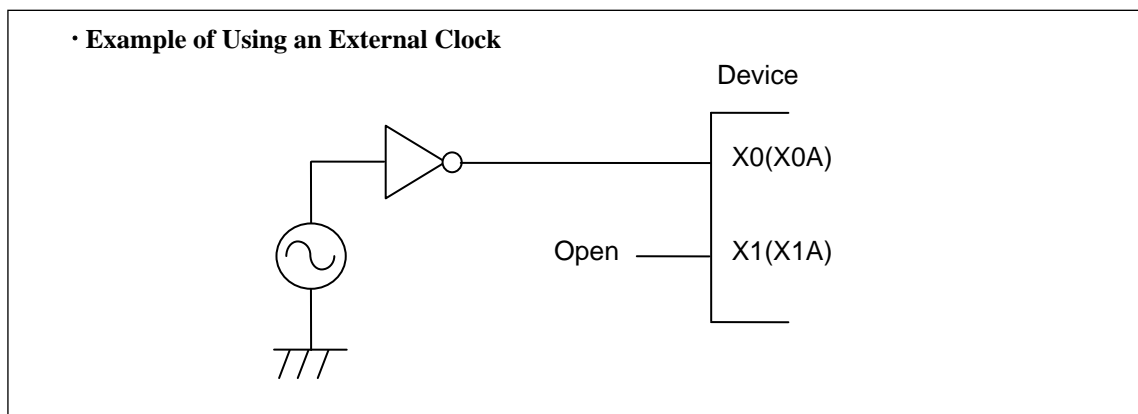 · Example of Using an External Clock
Device
X0(X0A)
Open
X1(X1A)